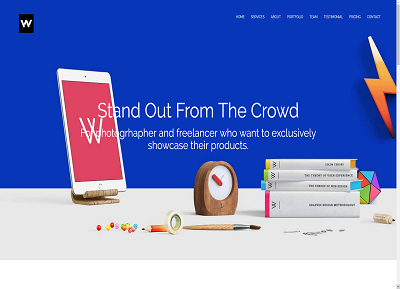 W
HOME SERVICES ABOUT PORTFOLIO TEAM TESTIMONIAL PRICING CONTACT
Stand Out From The Crowd
For photogrhapher and freelancer who want to exclusively
showcase their products.
W
COLOR THEORY
THE THEORY OF USER EXPERIENCE
THE THEORY OF WEB DESIGN
W
GRAPHIC DESIGN METHODOLOGY